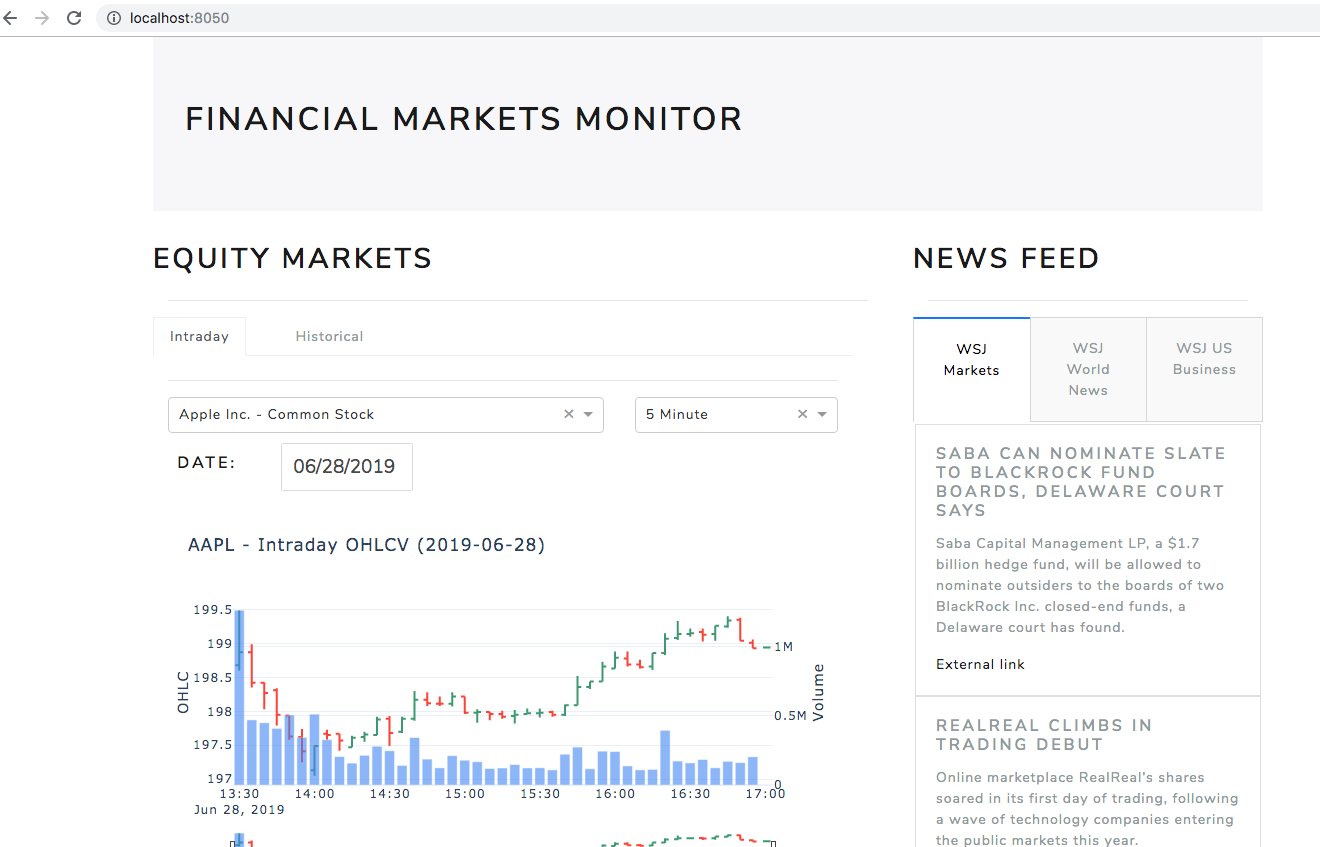 localhost:8050
FINANCIAL MARKETS MONITOR
EQUITY MARKETS
Intraday
Historical
Apple Inc. - Common Stock
5 Minute
DATE:
06/28/2019
AAPL - Intraday OHLCV (2019-06-28)
199.5
199
198.5
198
197.5
197
OHLC
1M
0.5M
0
Volume
13:30
14:00
14:30
15:00
15:30
16:00
16:30
17:00
Jun 28, 2019
NEWS FEED
WSJ
Markets
WSJ
World
News
WSJ US
Business
SABA CAN NOMINATE SLATE
TO BLACKROCK FUND
BOARDS, DELAWARE COURT
SAYS
Saba Capital Management LP, a $1.7
billion hedge fund, will be allowed to
nominate outsiders to the boards of two
BlackRock Inc. closed-end funds, a
Delaware court has found.
External link
REALREAL CLIMBS IN
TRADING DEBUT
Online marketplace RealReal's shares
soared in its first day of trading, following
a wave of technology companies entering
the public markets this year.